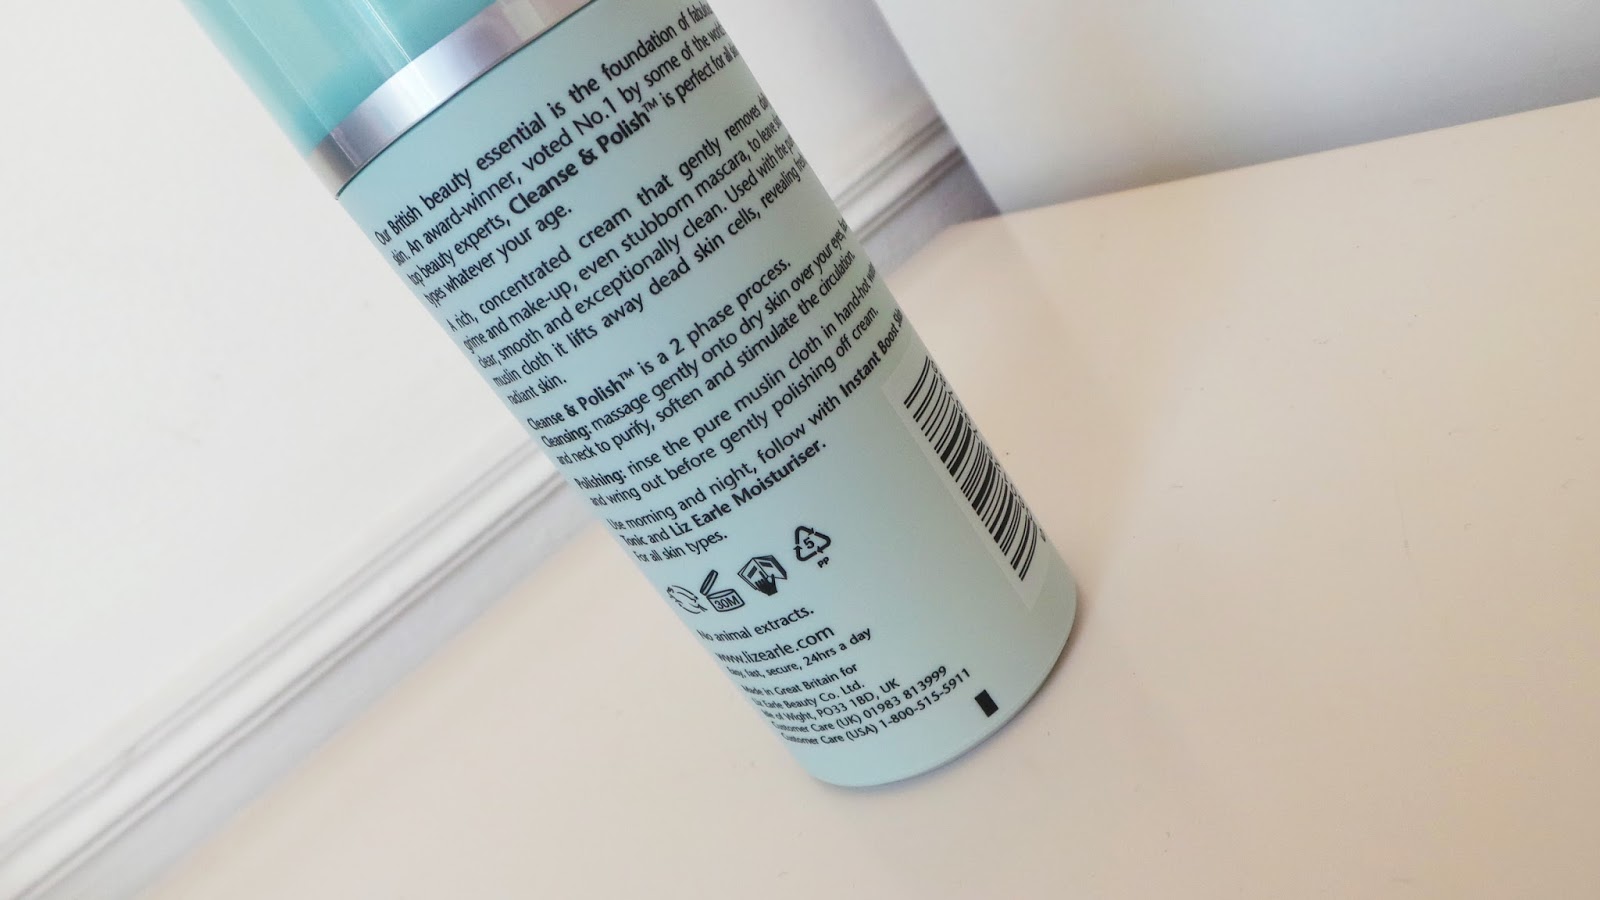 Our British beauty essential is the foundation of
skin. An award-winner, voted No.1 by some of the
top beauty experts, Cleanse & Polish™ is perfect for all
types whatever your age.
A rich, concentrated cream that gently removes
grime and make-up, even stubborn mascara, to leave
clear, smooth and exceptionally clean. Used with the
muslin cloth it lifts away dead skin cells, revealing
radiant skin.
Cleanse & Polish™ is a 2 phase process.
Cleansing: massage gently onto dry skin over your eyes
and neck to purify, soften and stimulate the circulation.
Polishing: rinse the pure muslin cloth in hand-hot
and wring out before gently polishing off cream.
Use morning and night, follow with Instant Boost
Tonic and Liz Earle Moisturiser.
For all skin types.
30M
5
PP
No animal extracts.
www.lizearle.com
Easy, fast, secure, 24hrs a day
Made in Great Britain for
Liz Earle Beauty Co. Ltd.
of Wight, PO33 1BD, UK
Customer Care (UK) 01983 813999
Customer Care (USA) 1-800-515-5911